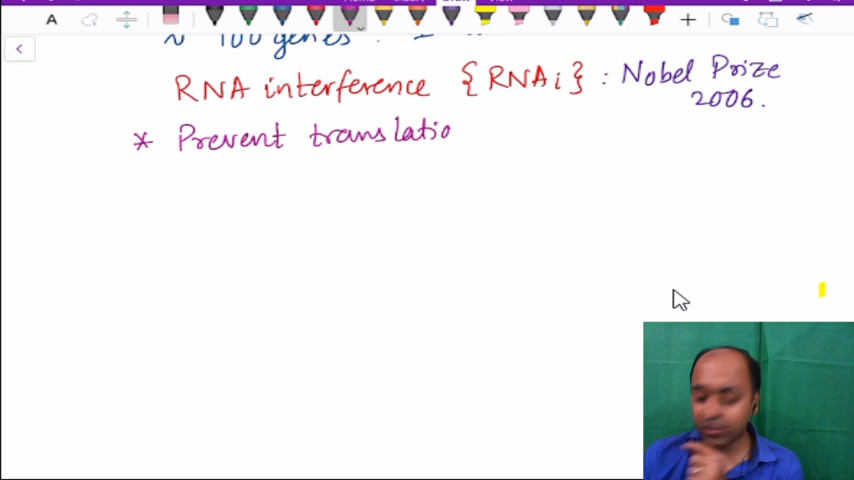 ~ 100 genes :
RNA interference {RNAi} : Nobel Prize
2006.
* Prevent translatio